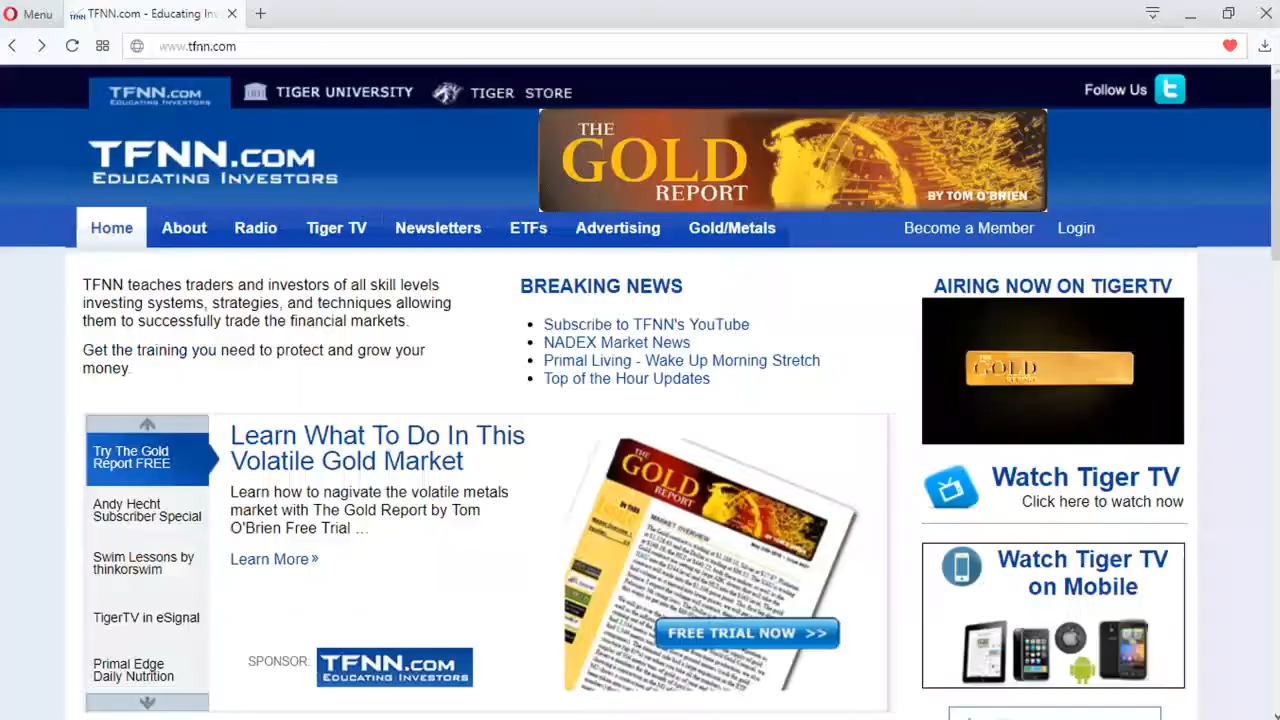 Menu
TFNN.com - Educating Inv
www.tfnn.com
TFNN.COM
EDUCATING INVESTORS
TIGER UNIVERSITY
TIGER STORE
Follow Us
TFNN.COM
EDUCATING INVESTORS
THE
GOLD
REPORT
BY TOM O'BRIEN
Home
About
Radio
Tiger TV
Newsletters
ETFs
Advertising
Gold/Metals
Become a Member
Login
TFNN teaches traders and investors of all skill levels
investing systems, strategies, and techniques allowing
them to successfully trade the financial markets.
Get the training you need to protect and grow your
money.
BREAKING NEWS
Subscribe to TFNN's YouTube
NADEX Market News
Primal Living - Wake Up Morning Stretch
Top of the Hour Updates
AIRING NOW ON TIGERTV
THE
GOLD
REPORT
Watch Tiger TV
Click here to watch now
Watch Tiger TV
on Mobile
Try The Gold
Report FREE
Andy Hecht
Subscriber Special
Swim Lessons by
thinkorswim
TigerTV in eSignal
Primal Edge
Daily Nutrition
Learn What To Do In This
Volatile Gold Market
Learn how to nagivate the volatile metals
market with The Gold Report by Tom
O'Brien Free Trial ...
Learn More »
SPONSOR:
TFNN.COM
EDUCATING INVESTORS
THE
GOLD
REPORT
MARKET OVERVIEW
FREE TRIAL NOW >>